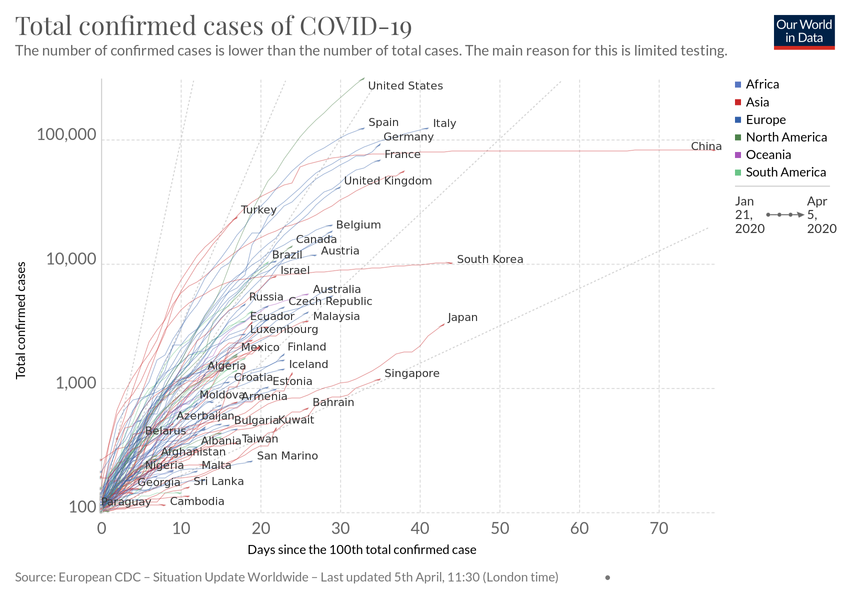 Total confirmed cases of COVID-19
The number of confirmed cases is lower than the number of total cases. The main reason for this is limited testing.
Our World
in Data
Africa
Asia
Europe
North America
Oceania
South America
Jan
21,
2020
Apr
5,
2020
Total confirmed cases
100,000
10,000
1,000
100
United States
Spain
Italy
Germany
China
France
United Kingdom
Turkey
Belgium
Canada
Austria
Brazil
South Korea
Israel
Australia
Russia
Czech Republic
Ecuador
Malaysia
Japan
Luxembourg
Mexico
Finland
Algeria
Iceland
Croatia
Estonia
Singapore
Moldova
Armenia
Bahrain
Azerbaijan
Bulgaria
Kuwait
Belarus
Albania
Taiwan
Afghanistan
San Marino
Nigeria
Malta
Georgia
Sri Lanka
Paraguay
Cambodia
0
10
20
30
40
50
60
70
Days since the 100th total confirmed case
Source: European CDC – Situation Update Worldwide – Last updated 5th April, 11:30 (London time)